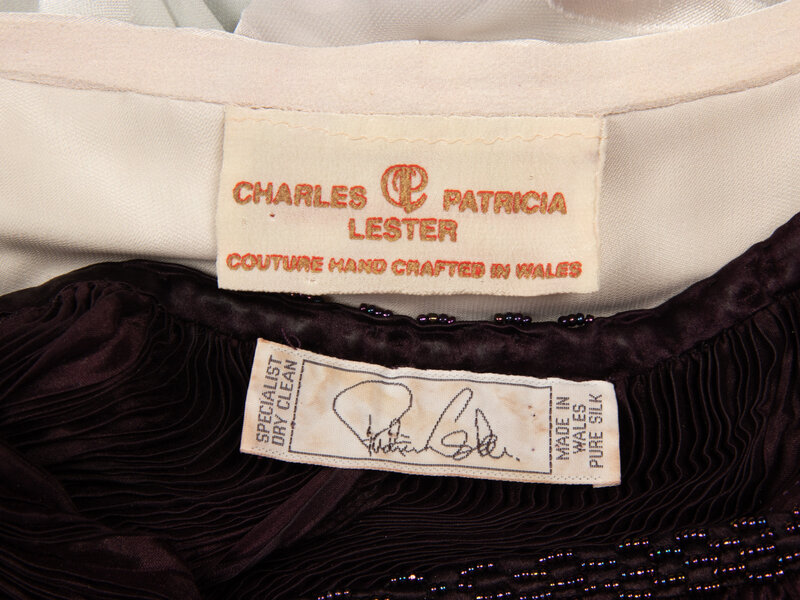 CHARLES PATRICIA
LESTER
COUTURE HAND CRAFTED IN WALES
SPECIALIST
DRY CLEAN
MADE IN
WALES
PURE SILK